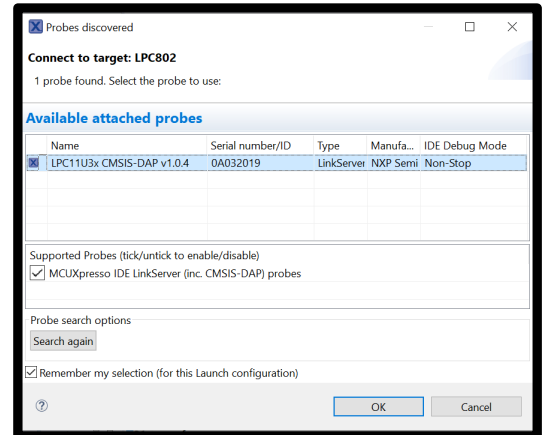 Probes discovered
Connect to target: LPC802
1 probe found. Select the probe to use:
Available attached probes
Name Serial number/ID Type Manufa... IDE Debug Mode
LPC11U3x CMSIS-DAP v1.0.4 0A032019 LinkServer NXP Semi Non-Stop
Supported Probes (tick/untick to enable/disable)
MCUXpresso IDE LinkServer (inc. CMSIS-DAP) probes
Probe search options
Search again
Remember my selection (for this Launch configuration)
? OK Cancel